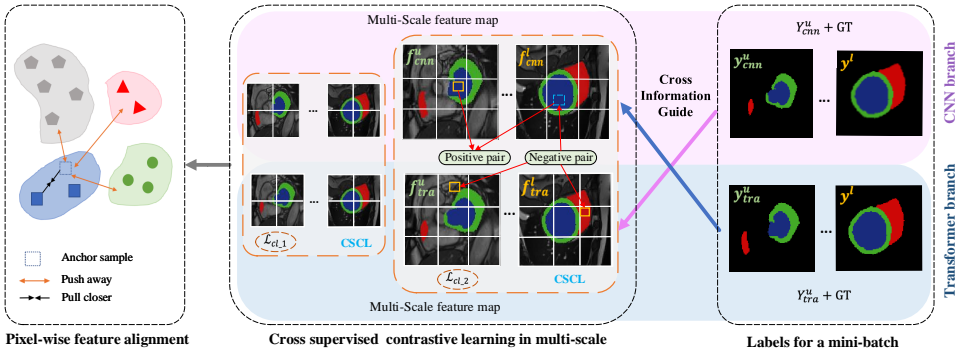 Anchor sample
Push away
Pull closer
Pixel-wise feature alignment
Multi-Scale feature map
f^u_cnn
f^l_cnn
...
...
Positive pair
Negative pair
f^u_tra
f^l_tra
...
...
ℒ_cl_1
CSCL
ℒ_cl_2
CSCL
Multi-Scale feature map
Cross supervised contrastive learning in multi-scale
Cross
Information
Guide
Y^u_cnn + GT
y^u_cnn
y^l
...
y^u_tra
y^l
...
Y^u_tra + GT
Labels for a mini-batch
CNN branch
Transformer branch